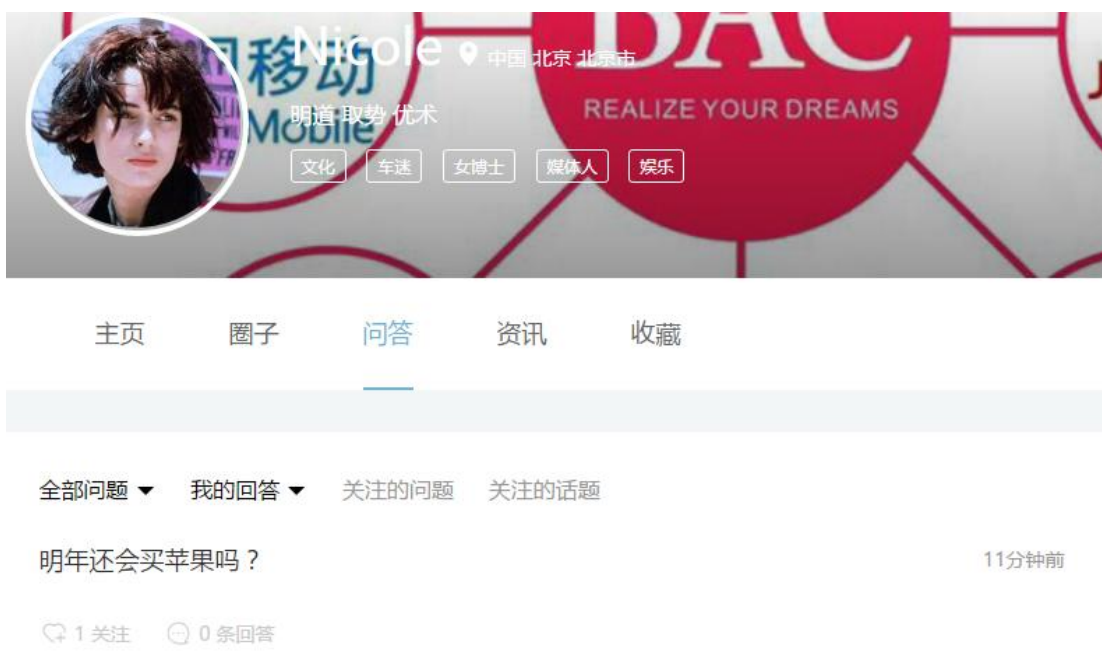 Nicole 中国 北京 北京市
移动
Mobile
BAC
REALIZE YOUR DREAMS
明道 取势 优术
文化 车迷 女博士 媒体人 娱乐
主页 圈子 问答 资讯 收藏
全部问题 我的回答 关注的问题 关注的话题
明年还会买苹果吗？ 11分钟前
1 关注 0 条回答